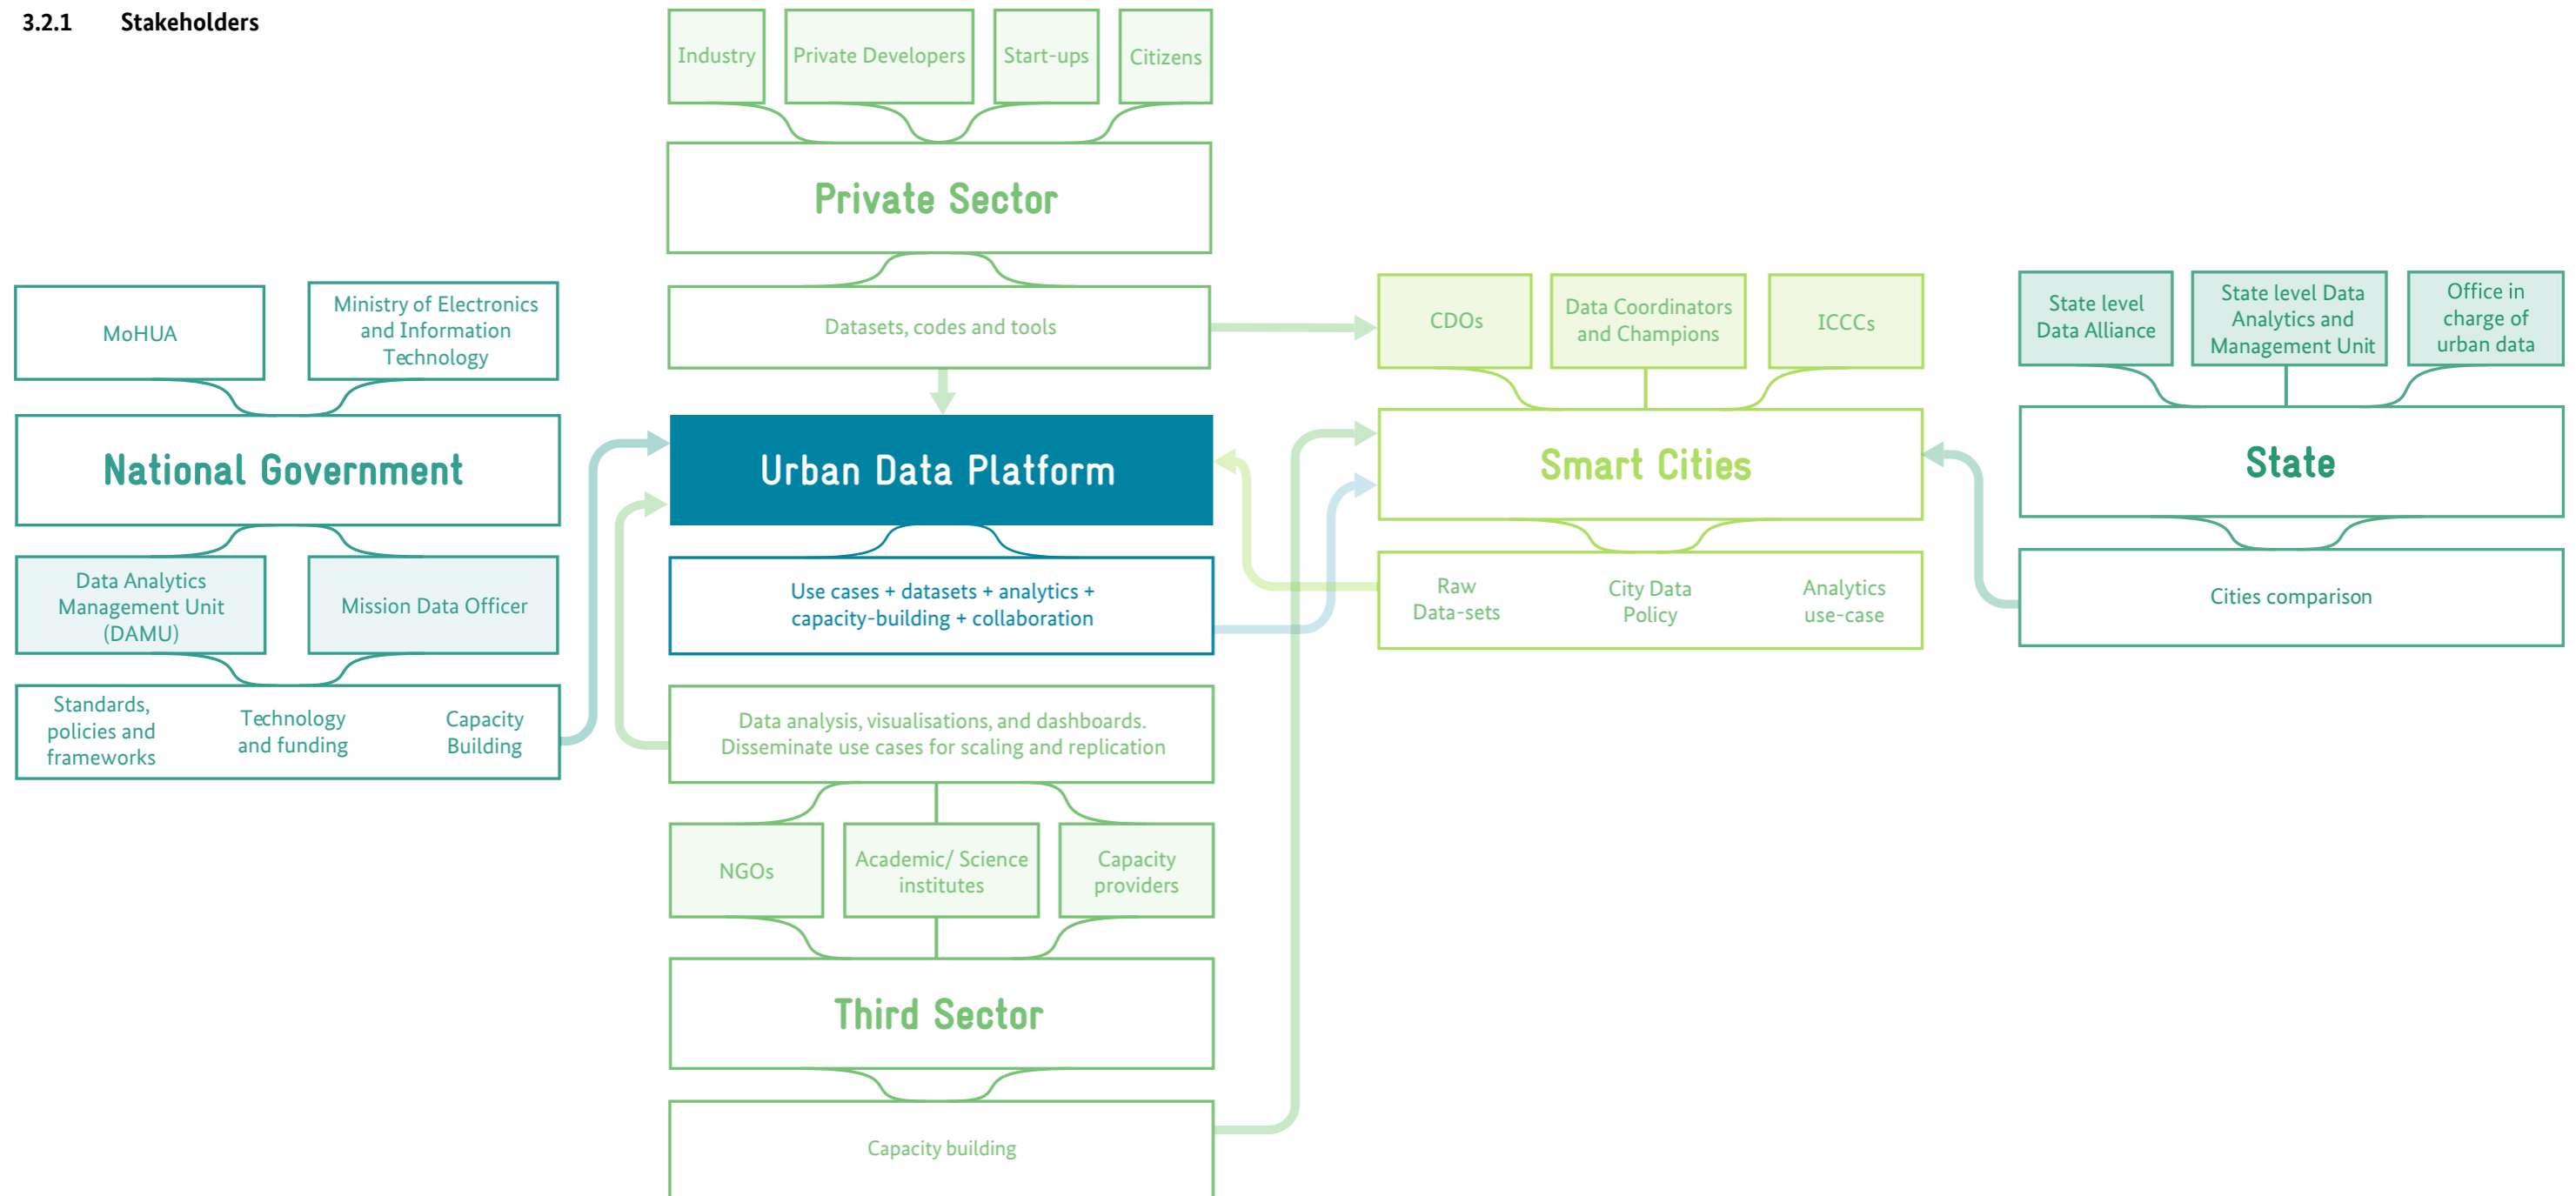 3.2.1 Stakeholders
Industry
Private Developers
Start-ups
Citizens
Private Sector
Datasets, codes and tools
MoHUA
Ministry of Electronics
and Information
Technology
National Government
Data Analytics
Management Unit
(DAMU)
Mission Data Officer
Standards,
policies and
frameworks
Technology
and funding
Capacity
Building
Urban Data Platform
Use cases + datasets + analytics +
capacity-building + collaboration
Data analysis, visualisations, and dashboards.
Disseminate use cases for scaling and replication
NGOs
Academic/ Science
institutes
Capacity
providers
Third Sector
Capacity building
CDOs
Data Coordinators
and Champions
ICCCs
Smart Cities
Raw
Data-sets
City Data
Policy
Analytics
use-case
State level
Data Alliance
State level Data
Analytics and
Management Unit
Office in
charge of
urban data
State
Cities comparison